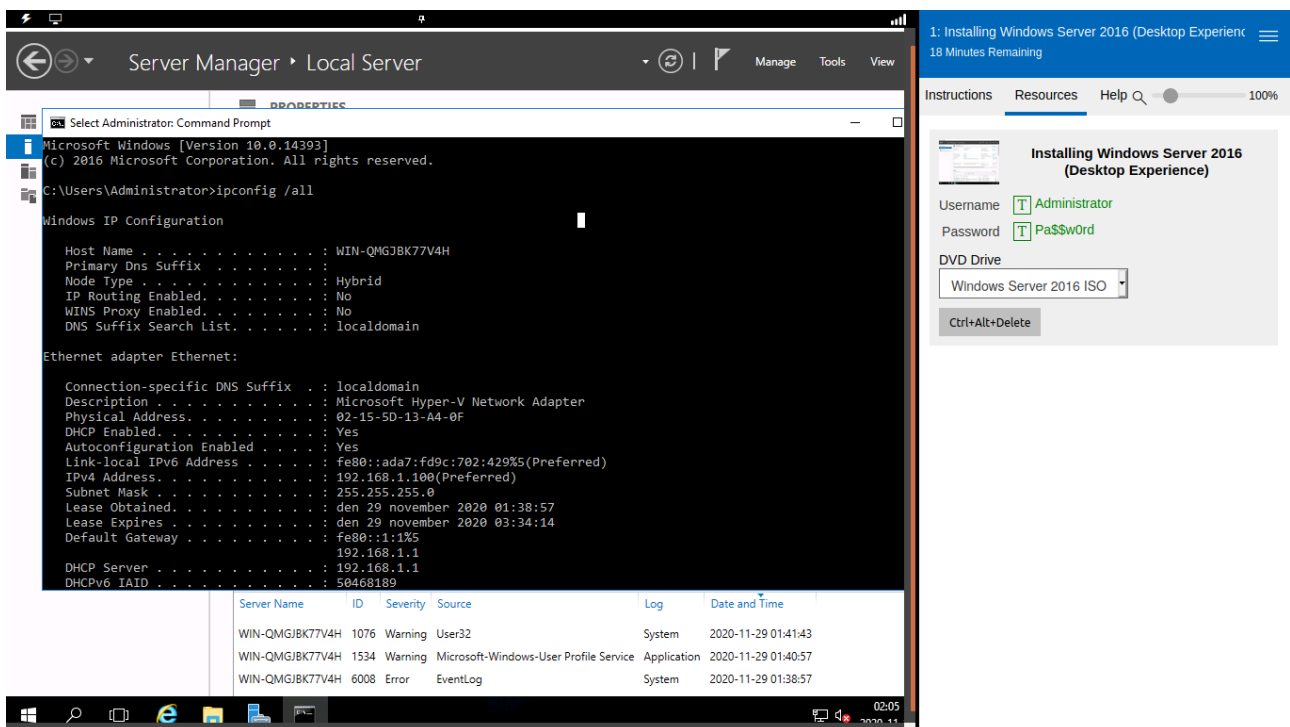 Server Manager ‣ Local Server
Manage Tools View
PROPERTIES
Select Administrator: Command Prompt
Microsoft Windows [Version 10.0.14393]
(c) 2016 Microsoft Corporation. All rights reserved.
C:\Users\Administrator>ipconfig /all
Windows IP Configuration
Host Name . . . . . . . . . . . . : WIN-QMGJBK77V4H
Primary Dns Suffix . . . . . . . :
Node Type . . . . . . . . . . . . : Hybrid
IP Routing Enabled. . . . . . . . : No
WINS Proxy Enabled. . . . . . . . : No
DNS Suffix Search List. . . . . . : localdomain
Ethernet adapter Ethernet:
Connection-specific DNS Suffix . : localdomain
Description . . . . . . . . . . . : Microsoft Hyper-V Network Adapter
Physical Address. . . . . . . . . : 02-15-5D-13-A4-0F
DHCP Enabled. . . . . . . . . . . : Yes
Autoconfiguration Enabled . . . . : Yes
Link-local IPv6 Address . . . . . : fe80::ada7:fd9c:702:429%5(Preferred)
IPv4 Address. . . . . . . . . . . : 192.168.1.100(Preferred)
Subnet Mask . . . . . . . . . . . : 255.255.255.0
Lease Obtained. . . . . . . . . . : den 29 november 2020 01:38:57
Lease Expires . . . . . . . . . . : den 29 november 2020 03:34:14
Default Gateway . . . . . . . . . : fe80::1:1%5
192.168.1.1
DHCP Server . . . . . . . . . . . : 192.168.1.1
DHCPv6 IAID . . . . . . . . . . . : 50468189
Server Name ID Severity Source Log Date and Time
WIN-QMGJBK77V4H 1076 Warning User32 System 2020-11-29 01:41:43
WIN-QMGJBK77V4H 1534 Warning Microsoft-Windows-User Profile Service Application 2020-11-29 01:40:57
WIN-QMGJBK77V4H 6008 Error EventLog System 2020-11-29 01:38:57
02:05
2020-11
1: Installing Windows Server 2016 (Desktop Experienc
18 Minutes Remaining
Instructions Resources Help 100%
Installing Windows Server 2016
(Desktop Experience)
Username T Administrator
Password T Pa$$w0rd
DVD Drive
Windows Server 2016 ISO
Ctrl+Alt+Delete